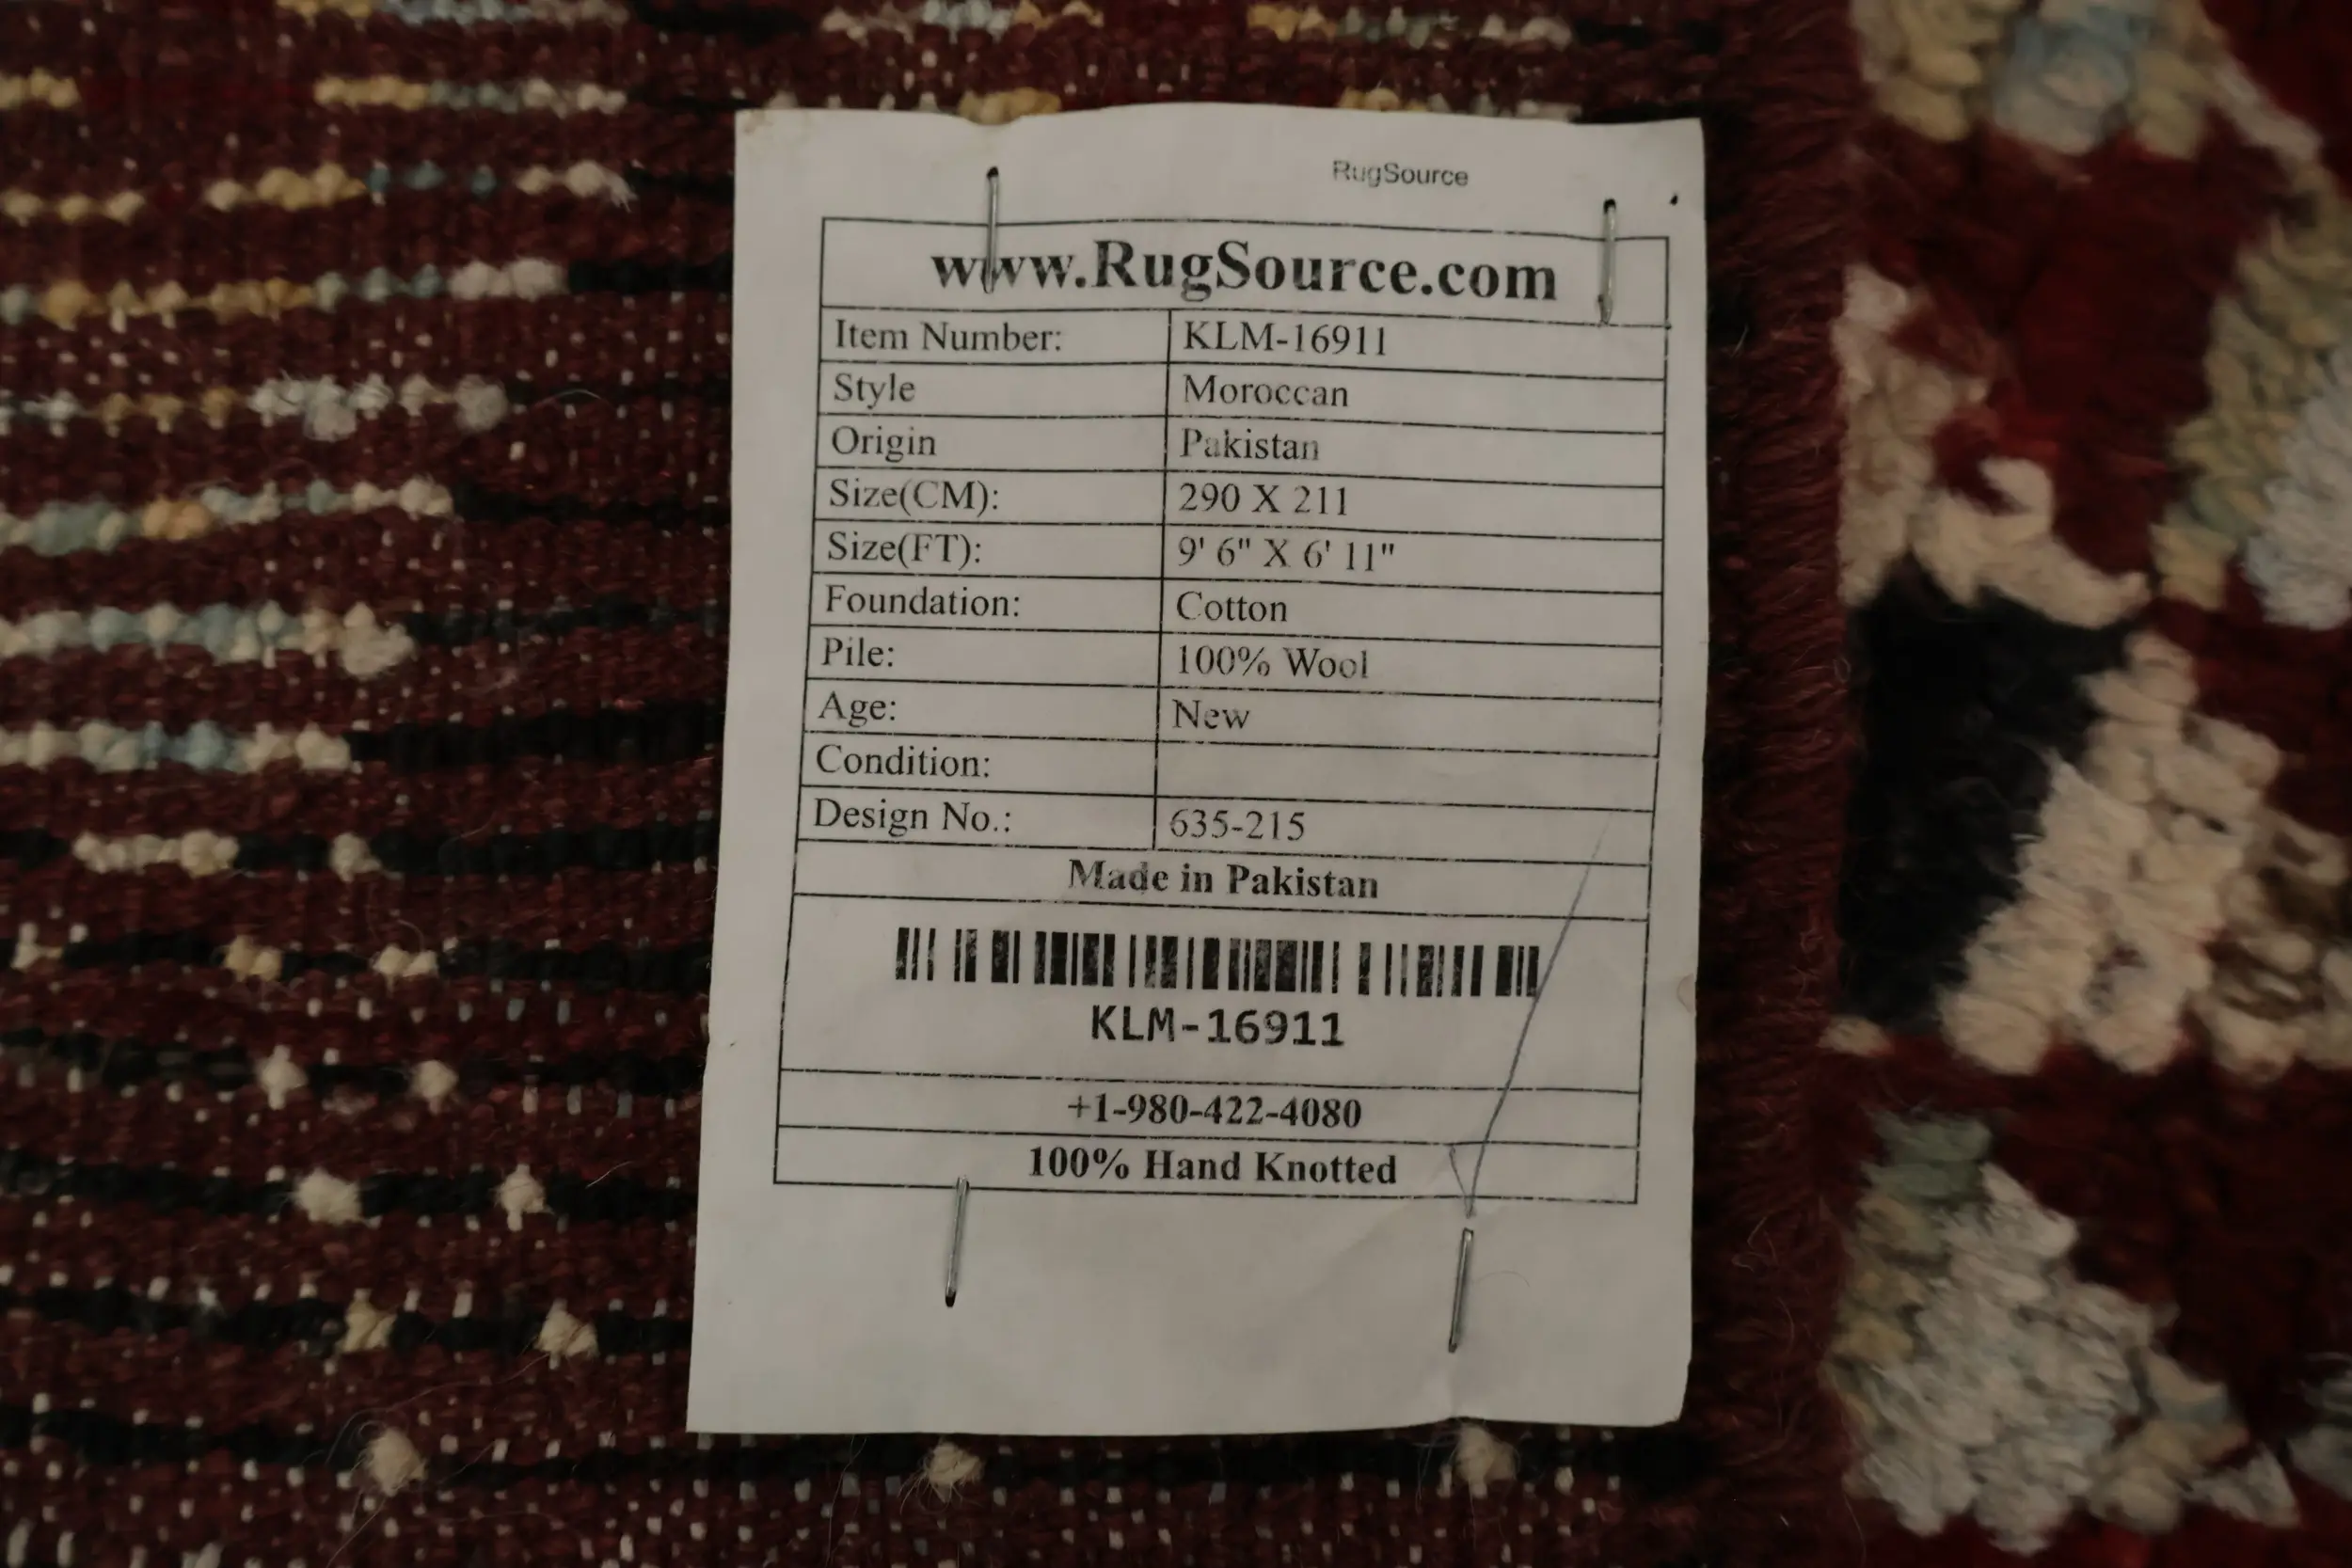 RugSource
www.RugSource.com
Item Number: KLM-16911
Style Moroccan
Origin Pakistan
Size(CM): 290 X 211
Size(FT): 9' 6" X 6' 11"
Foundation: Cotton
Pile: 100% Wool
Age: New
Condition:
Design No.: 635-215
Made in Pakistan
KLM-16911
+1-980-422-4080
100% Hand Knotted